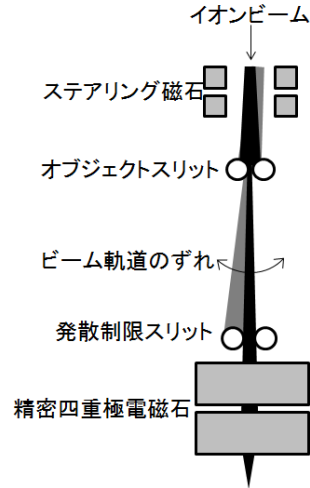 イオンビーム
ステアリング磁石
オブジェクトスリット
ビーム軌道のずれ
発散制限スリット
精密四重極電磁石